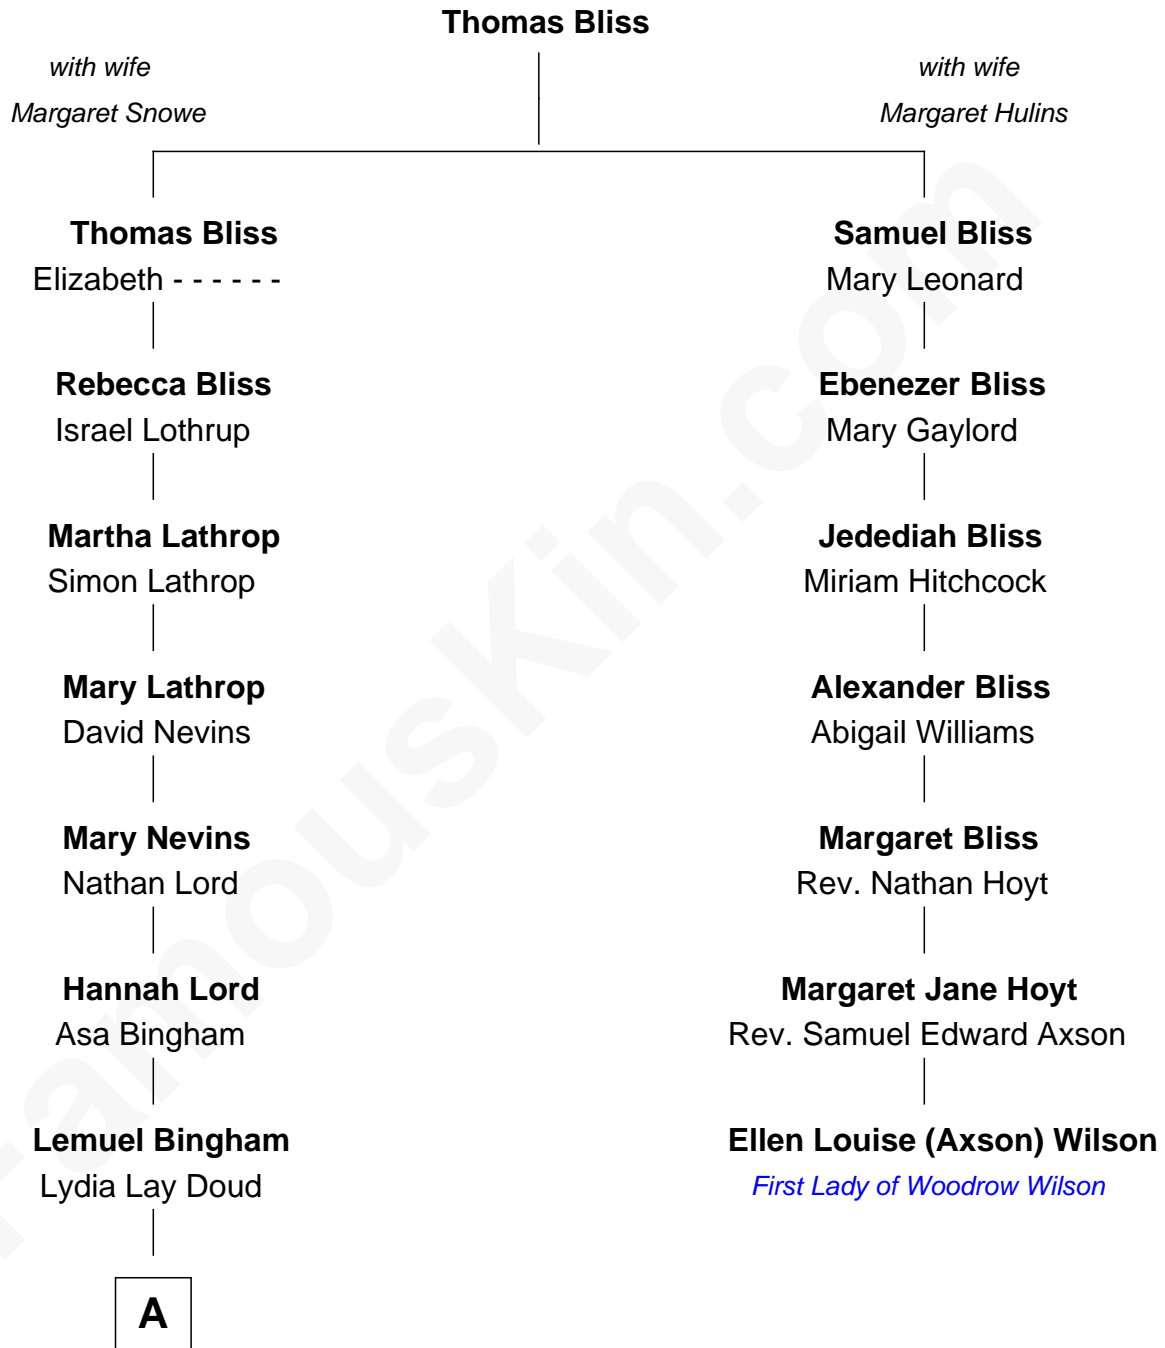 Thomas Bliss
with wife
Margaret Snowe
with wife
Margaret Hulins
Thomas Bliss
Elizabeth - - - - - -
Rebecca Bliss
Israel Lothrup
Martha Lathrop
Simon Lathrop
Mary Lathrop
David Nevins
Mary Nevins
Nathan Lord
Hannah Lord
Asa Bingham
Lemuel Bingham
Lydia Lay Doud
A
Samuel Bliss
Mary Leonard
Ebenezer Bliss
Mary Gaylord
Jedediah Bliss
Miriam Hitchcock
Alexander Bliss
Abigail Williams
Margaret Bliss
Rev. Nathan Hoyt
Margaret Jane Hoyt
Rev. Samuel Edward Axson
Ellen Louise (Axson) Wilson
First Lady of Woodrow Wilson
FamousKin.com